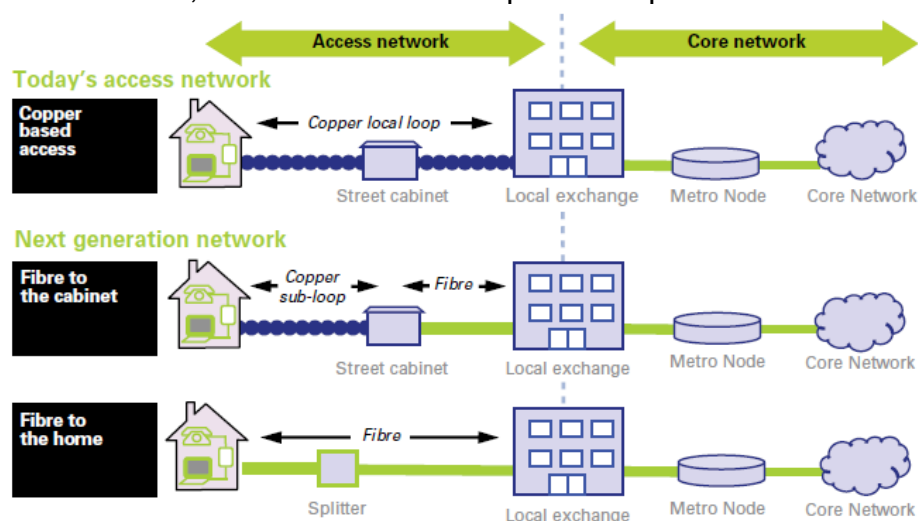 Access network
Core network
Today's access network
Copper
based
access
Copper local loop
Street cabinet
Local exchange
Metro Node
Core Network
Next generation network
Fibre to
the cabinet
Copper
sub-loop
Fibre
Street cabinet
Local exchange
Metro Node
Core Network
Fibre to
the home
Fibre
Splitter
Local exchange
Metro Node
Core Network